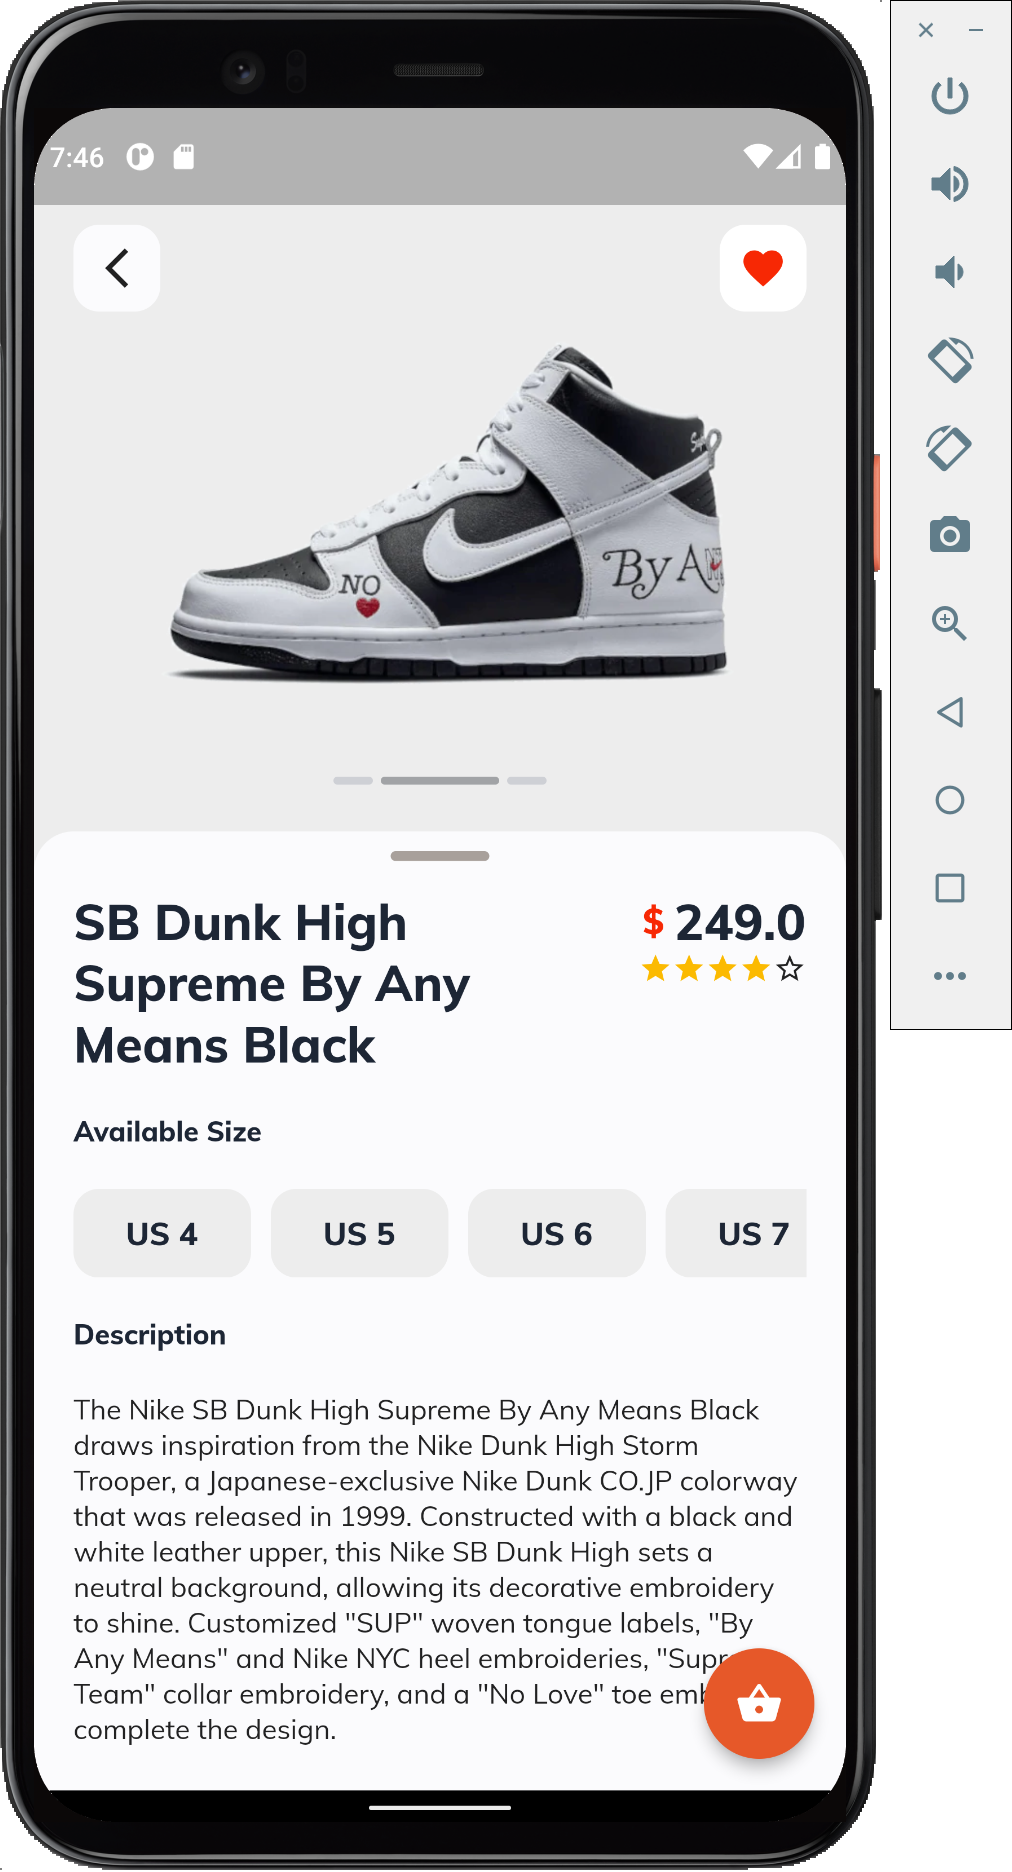 7:46
Sup
By AN
NO
SB Dunk High
$ 249.0
Supreme By Any
Means Black
Available Size
US 4 US 5 US 6 US 7
Description
The Nike SB Dunk High Supreme By Any Means Black
draws inspiration from the Nike Dunk High Storm
Trooper, a Japanese-exclusive Nike Dunk CO.JP colorway
that was released in 1999. Constructed with a black and
white leather upper, this Nike SB Dunk High sets a
neutral background, allowing its decorative embroidery
to shine. Customized "SUP" woven tongue labels, "By
Any Means" and Nike NYC heel embroideries, "Supr
Team" collar embroidery, and a "No Love" toe emb
complete the design.